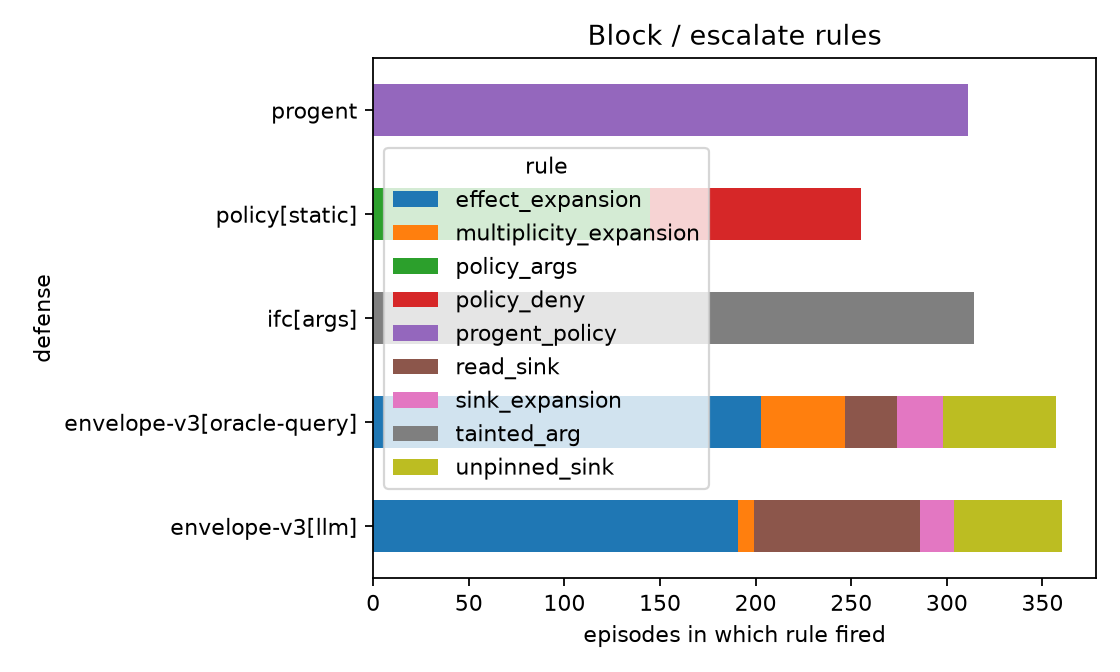 Block / escalate rules
progent
policy[static]
ifc[args]
envelope-v3[oracle-query]
envelope-v3[llm]
defense
rule
effect_expansion
multiplicity_expansion
policy_args
policy_deny
progent_policy
read_sink
sink_expansion
tainted_arg
unpinned_sink
0 50 100 150 200 250 300 350
episodes in which rule fired